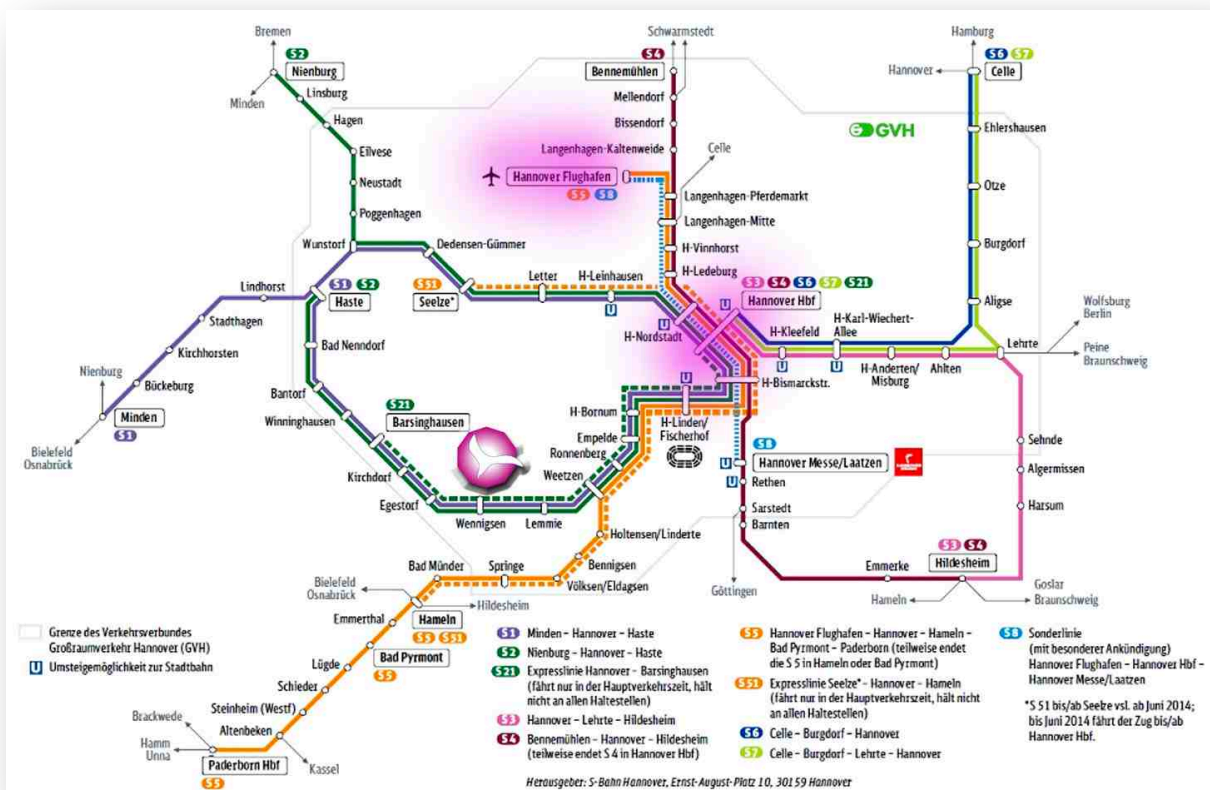 Bremen
S2
Nienburg
Minden
Linsburg
Hagen
Eilvese
Neustadt
Poggenhagen
Wunstorf
Dedensen-Gümmer
S1 S2
Haste
S51
Seelze*
Letter
H-Leinhausen
U
Lindhorst
Stadthagen
Kirchhorsten
Bückeburg
Nienburg
Minden
S1
Bielefeld
Osnabrück
Bad Nenndorf
Bantorf
Winninghausen
S21
Barsinghausen
Kirchdorf
Egestorf
Wennigsen
Lemmie
Weetzen
Ronnenberg
Empelde
H-Bornum
U
H-Linden/
Fischerhof
Schwarmstedt
S4
Bennemühlen
Mellendorf
Bissendorf
Langenhagen-Kaltenweide
Celle
Hannover Flughafen
S5 S8
Langenhagen-Pferdemarkt
Langenhagen-Mitte
H-Vinnhorst
H-Ledeburg
S3 S4 S6 S7 S21
Hannover Hbf
U
U
H-Nordstadt
H-Bismarckstr.
S8
U
Hannover Messe/Laatzen
U
Rethen
Sarstedt
Barnten
Göttingen
Emmerke
S3 S4
Hildesheim
Hameln
Goslar
Braunschweig
GVH
Hamburg
S6 S7
Hannover
Celle
Ehlershausen
Otze
Burgdorf
Aligse
Wolfsburg
Berlin
Lehrte
Peine
Braunschweig
H-Kleefeld
U
H-Karl-Wiechert-
Allee
U
H-Anderten/
Misburg
Ahlten
Sehnde
Algermissen
Harsum
Holtensen/Linderte
Bennigsen
Völksen/Eldagsen
Springe
Bad Münder
Bielefeld
Osnabrück
Hildesheim
Hameln
S5 S51
Emmerthal
Bad Pyrmont
S5
Lügde
Schieder
Steinheim (Westf)
Altenbeken
Kassel
Brackwede
Hamm
Unna
Paderborn Hbf
S5
Grenze des Verkehrsverbundes
Großraumverkehr Hannover (GVH)
U Umsteigemöglichkeit zur Stadtbahn
S1 Minden – Hannover – Haste
S2 Nienburg – Hannover – Haste
S21 Expresslinie Hannover – Barsinghausen
(fährt nur in der Hauptverkehrszeit, hält
nicht an allen Haltestellen)
S3 Hannover – Lehrte – Hildesheim
S4 Bennemühlen – Hannover – Hildesheim
(teilweise endet S 4 in Hannover Hbf)
S5 Hannover Flughafen – Hannover – Hameln –
Bad Pyrmont – Paderborn (teilweise endet
die S 5 in Hameln oder Bad Pyrmont)
S51 Expresslinie Seelze* – Hannover – Hameln
(fährt nur in der Hauptverkehrszeit, hält nicht
an allen Haltestellen)
S6 Celle – Burgdorf – Hannover
S7 Celle – Burgdorf – Lehrte – Hannover
S8 Sonderlinie
(mit besonderer Ankündigung)
Hannover Flughafen – Hannover Hbf –
Hannover Messe/Laatzen
*S 51 bis/ab Seelze vsl. ab Juni 2014;
bis Juni 2014 fährt der Zug bis/ab
Hannover Hbf.
Herausgeber: S-Bahn Hannover, Ernst-August-Platz 10, 30159 Hannover